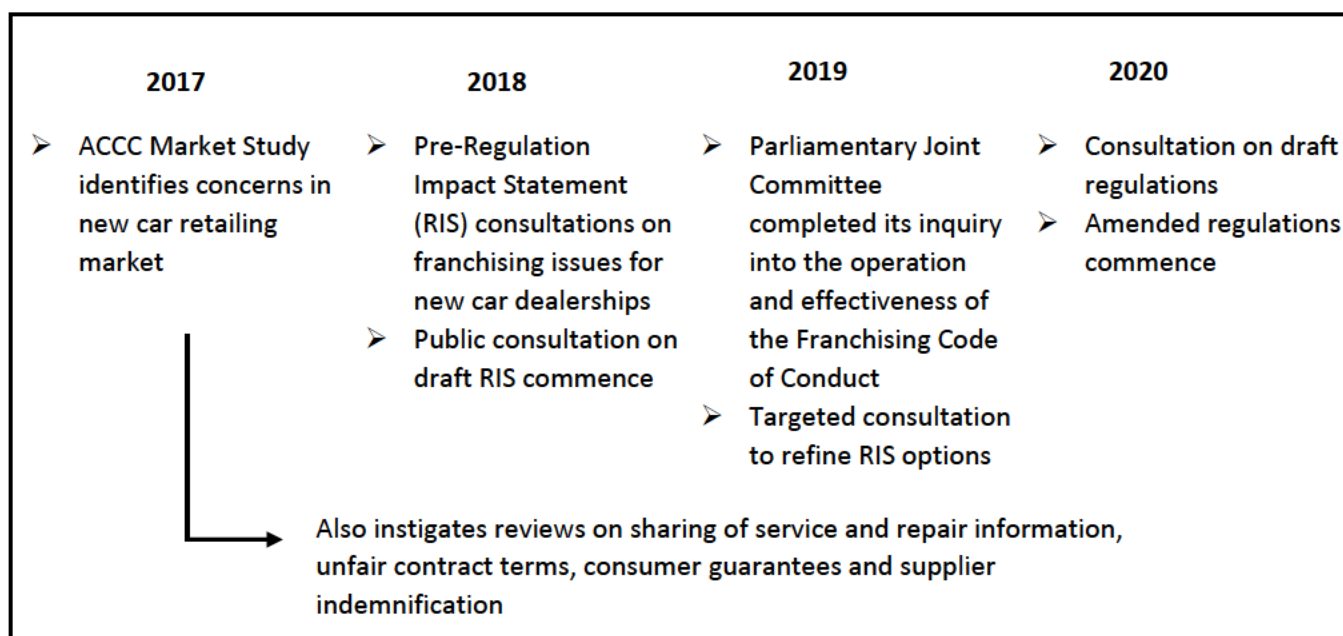 2017
➢ ACCC Market Study
identifies concerns in
new car retailing
market
2018
➢ Pre-Regulation
Impact Statement
(RIS) consultations on
franchising issues for
new car dealerships
➢ Public consultation on
draft RIS commence
2019
➢ Parliamentary Joint
Committee
completed its inquiry
into the operation
and effectiveness of
the Franchising Code
of Conduct
➢ Targeted consultation
to refine RIS options
2020
➢ Consultation on draft
regulations
➢ Amended regulations
commence
Also instigates reviews on sharing of service and repair information,
unfair contract terms, consumer guarantees and supplier
indemnification